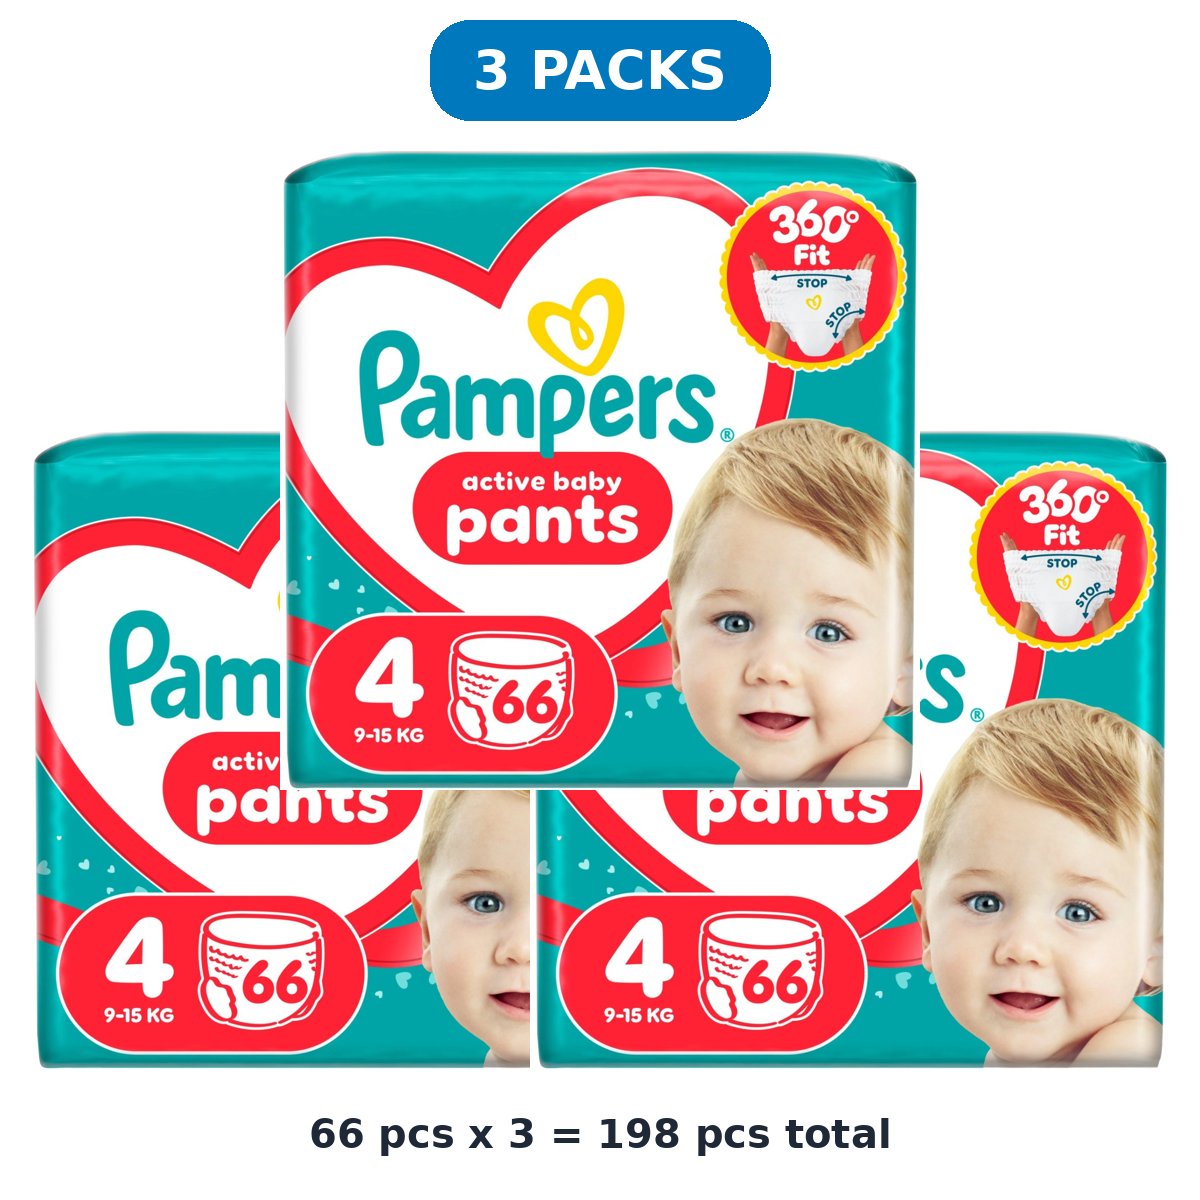 3 PACKS
360°
Fit
STOP
STOP
Pampers®
active baby
pants
4
66
9-15 KG
360°
Fit
STOP
STOP
Pam
activ
pants
4
66
9-15 KG
s®
pants
4
66
9-15 KG
66 pcs x 3 = 198 pcs total